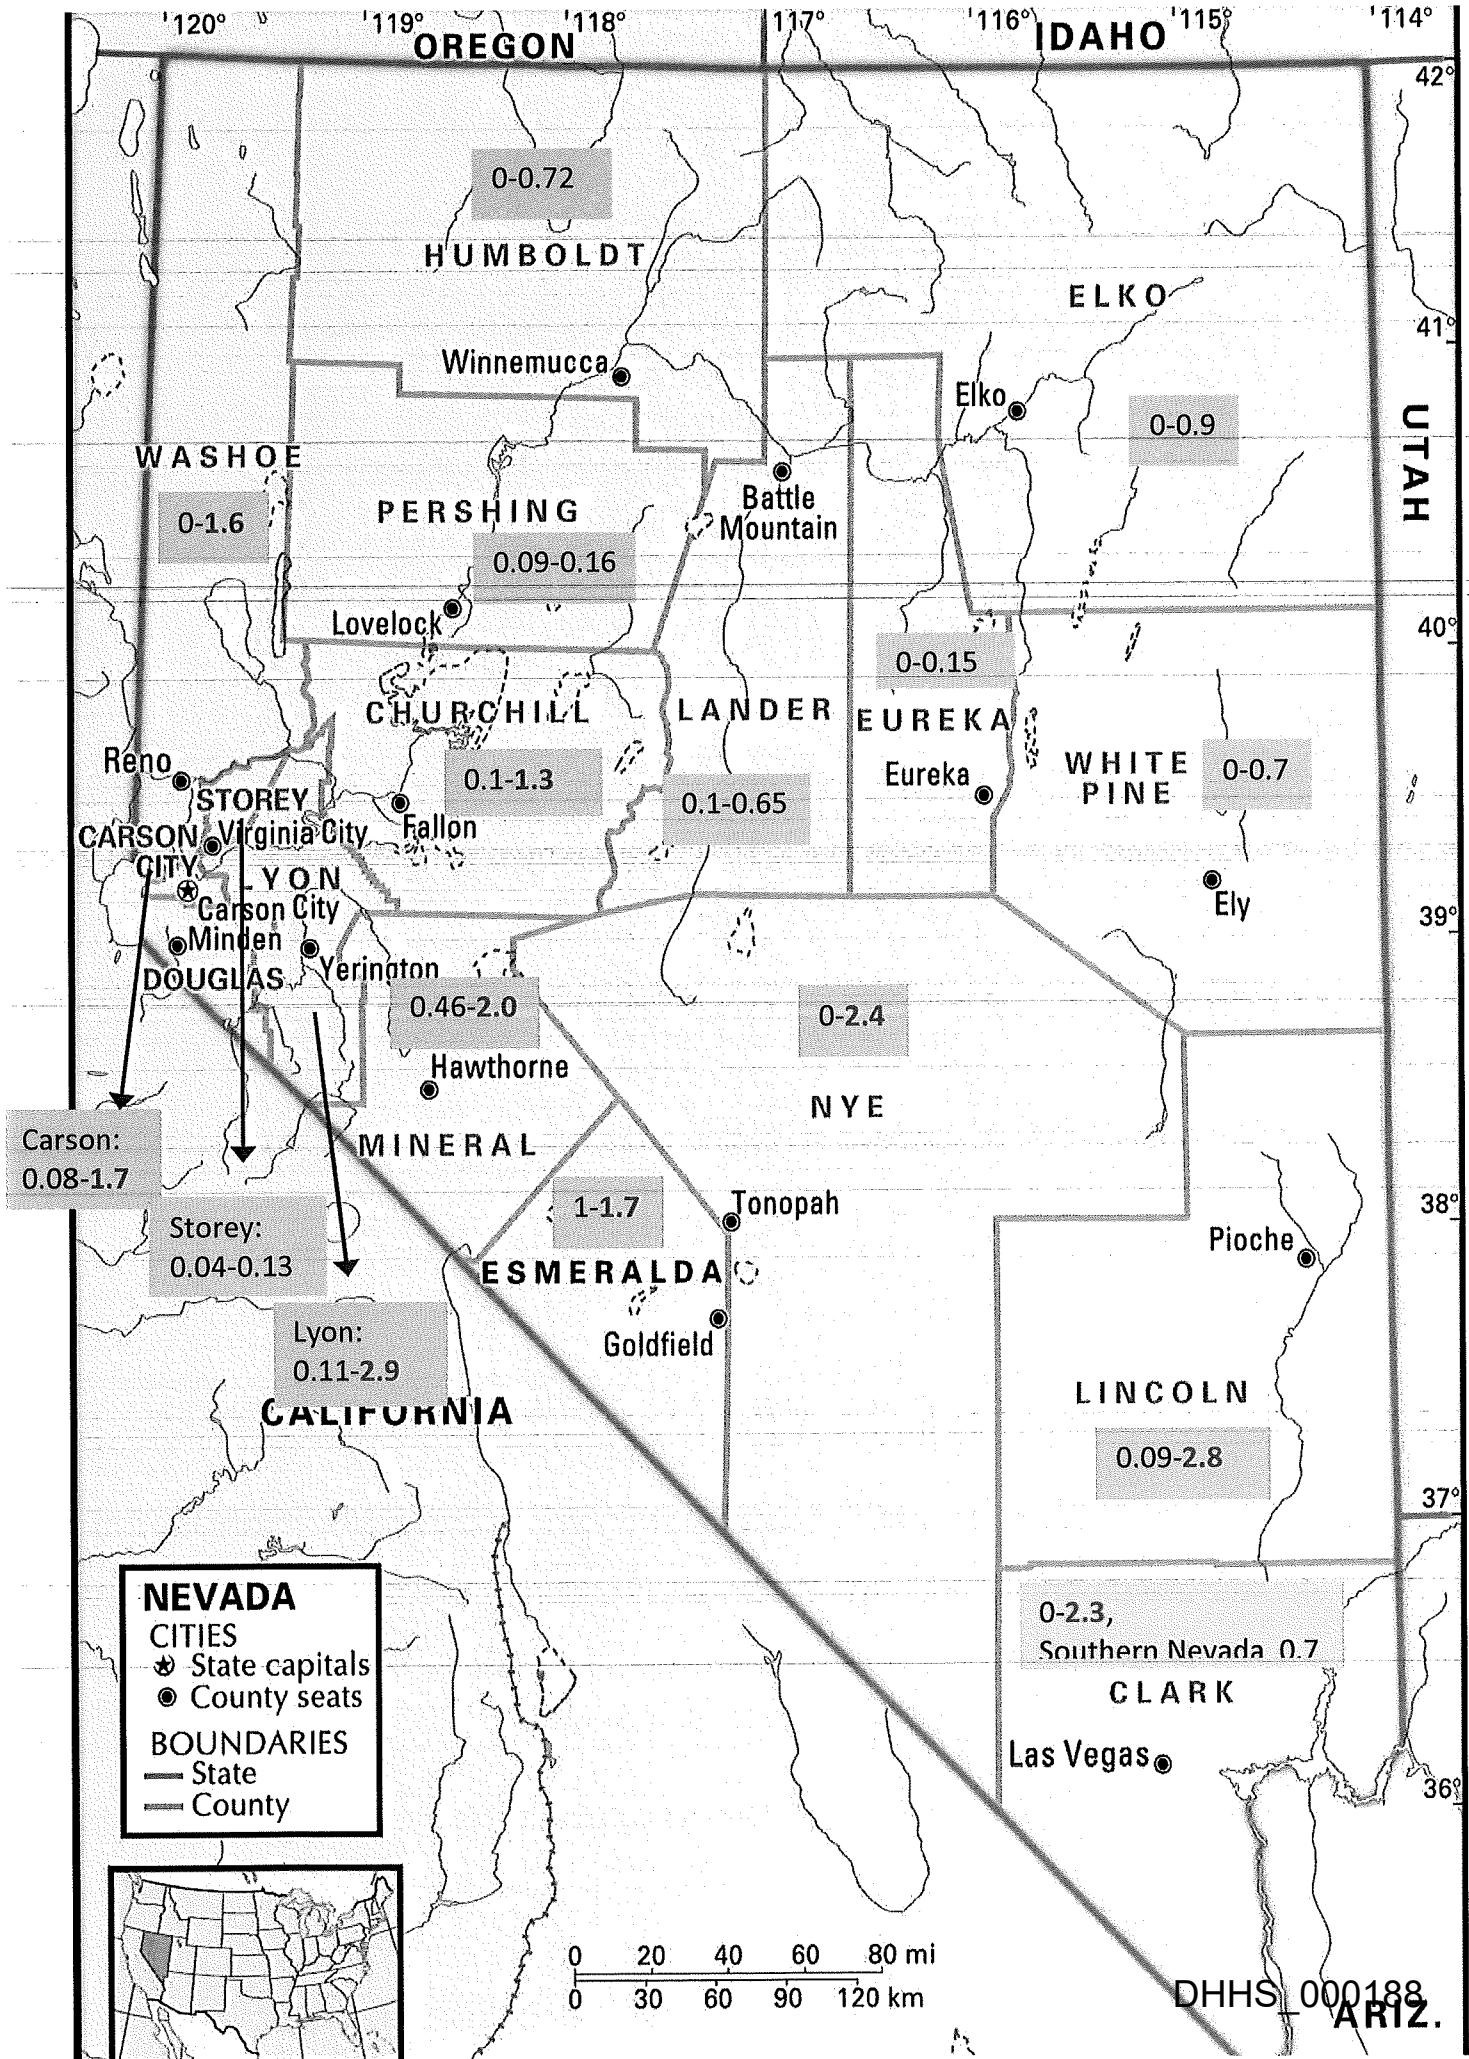 120° 119° 118° 117° 116° 115° 114°
OREGON IDAHO
42°
0-0.72
HUMBOLDT
ELKO
41°
Winnemucca
Elko
0-0.9
UTAH
WASHOE
0-1.6
PERSHING
Battle
Mountain
0.09-0.16
Lovelock
40°
0-0.15
CHURCHILL
LANDER
EUREKA
Reno
0.1-1.3
0.1-0.65
Eureka
WHITE
PINE
0-0.7
STOREY
Virginia City
Fallon
CARSON
CITY
LYON
Carson City
Ely
39°
Minden
DOUGLAS
Yerington
0.46-2.0
0-2.4
Hawthorne
NYE
MINERAL
Carson:
0.08-1.7
Storey:
0.04-0.13
1-1.7
Tonopah
38°
Pioche
ESMERALDA
Goldfield
Lyon:
0.11-2.9
CALIFORNIA
LINCOLN
0.09-2.8
37°
0-2.3,
Southern Nevada 0.7
CLARK
Las Vegas
36°
NEVADA
CITIES
State capitals
County seats
BOUNDARIES
State
County
0 20 40 60 80 mi
0 30 60 90 120 km
DHHS_000188
ARIZ.